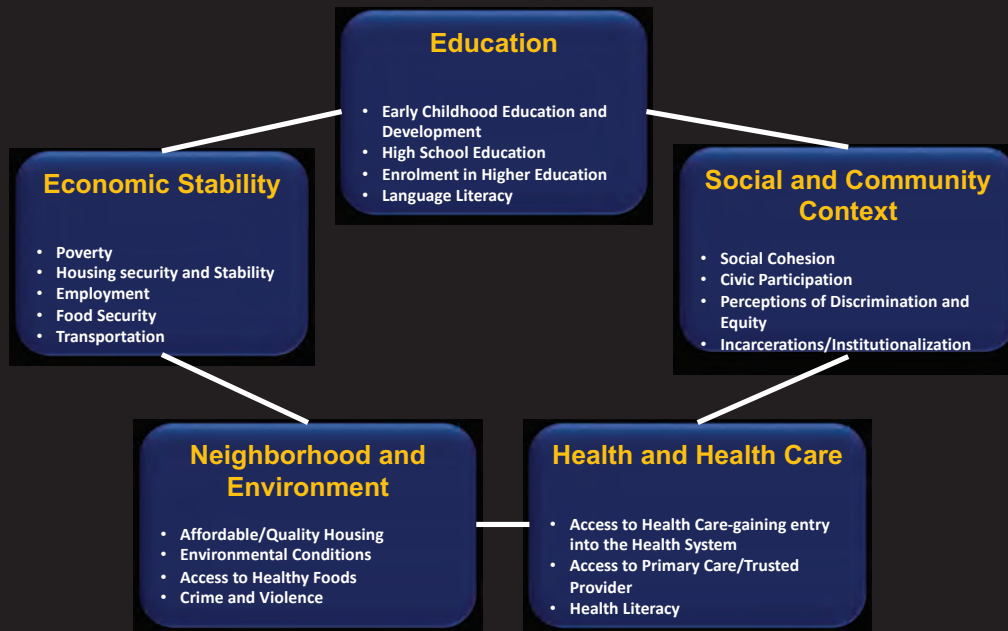 Education
• Early Childhood Education and
Development
• High School Education
• Enrolment in Higher Education
• Language Literacy
Economic Stability
• Poverty
• Housing security and Stability
• Employment
• Food Security
• Transportation
Social and Community
Context
• Social Cohesion
• Civic Participation
• Perceptions of Discrimination and
Equity
• Incarcerations/Institutionalization
Neighborhood and
Environment
• Affordable/Quality Housing
• Environmental Conditions
• Access to Healthy Foods
• Crime and Violence
Health and Health Care
• Access to Health Care-gaining entry
into the Health System
• Access to Primary Care/Trusted
Provider
• Health Literacy